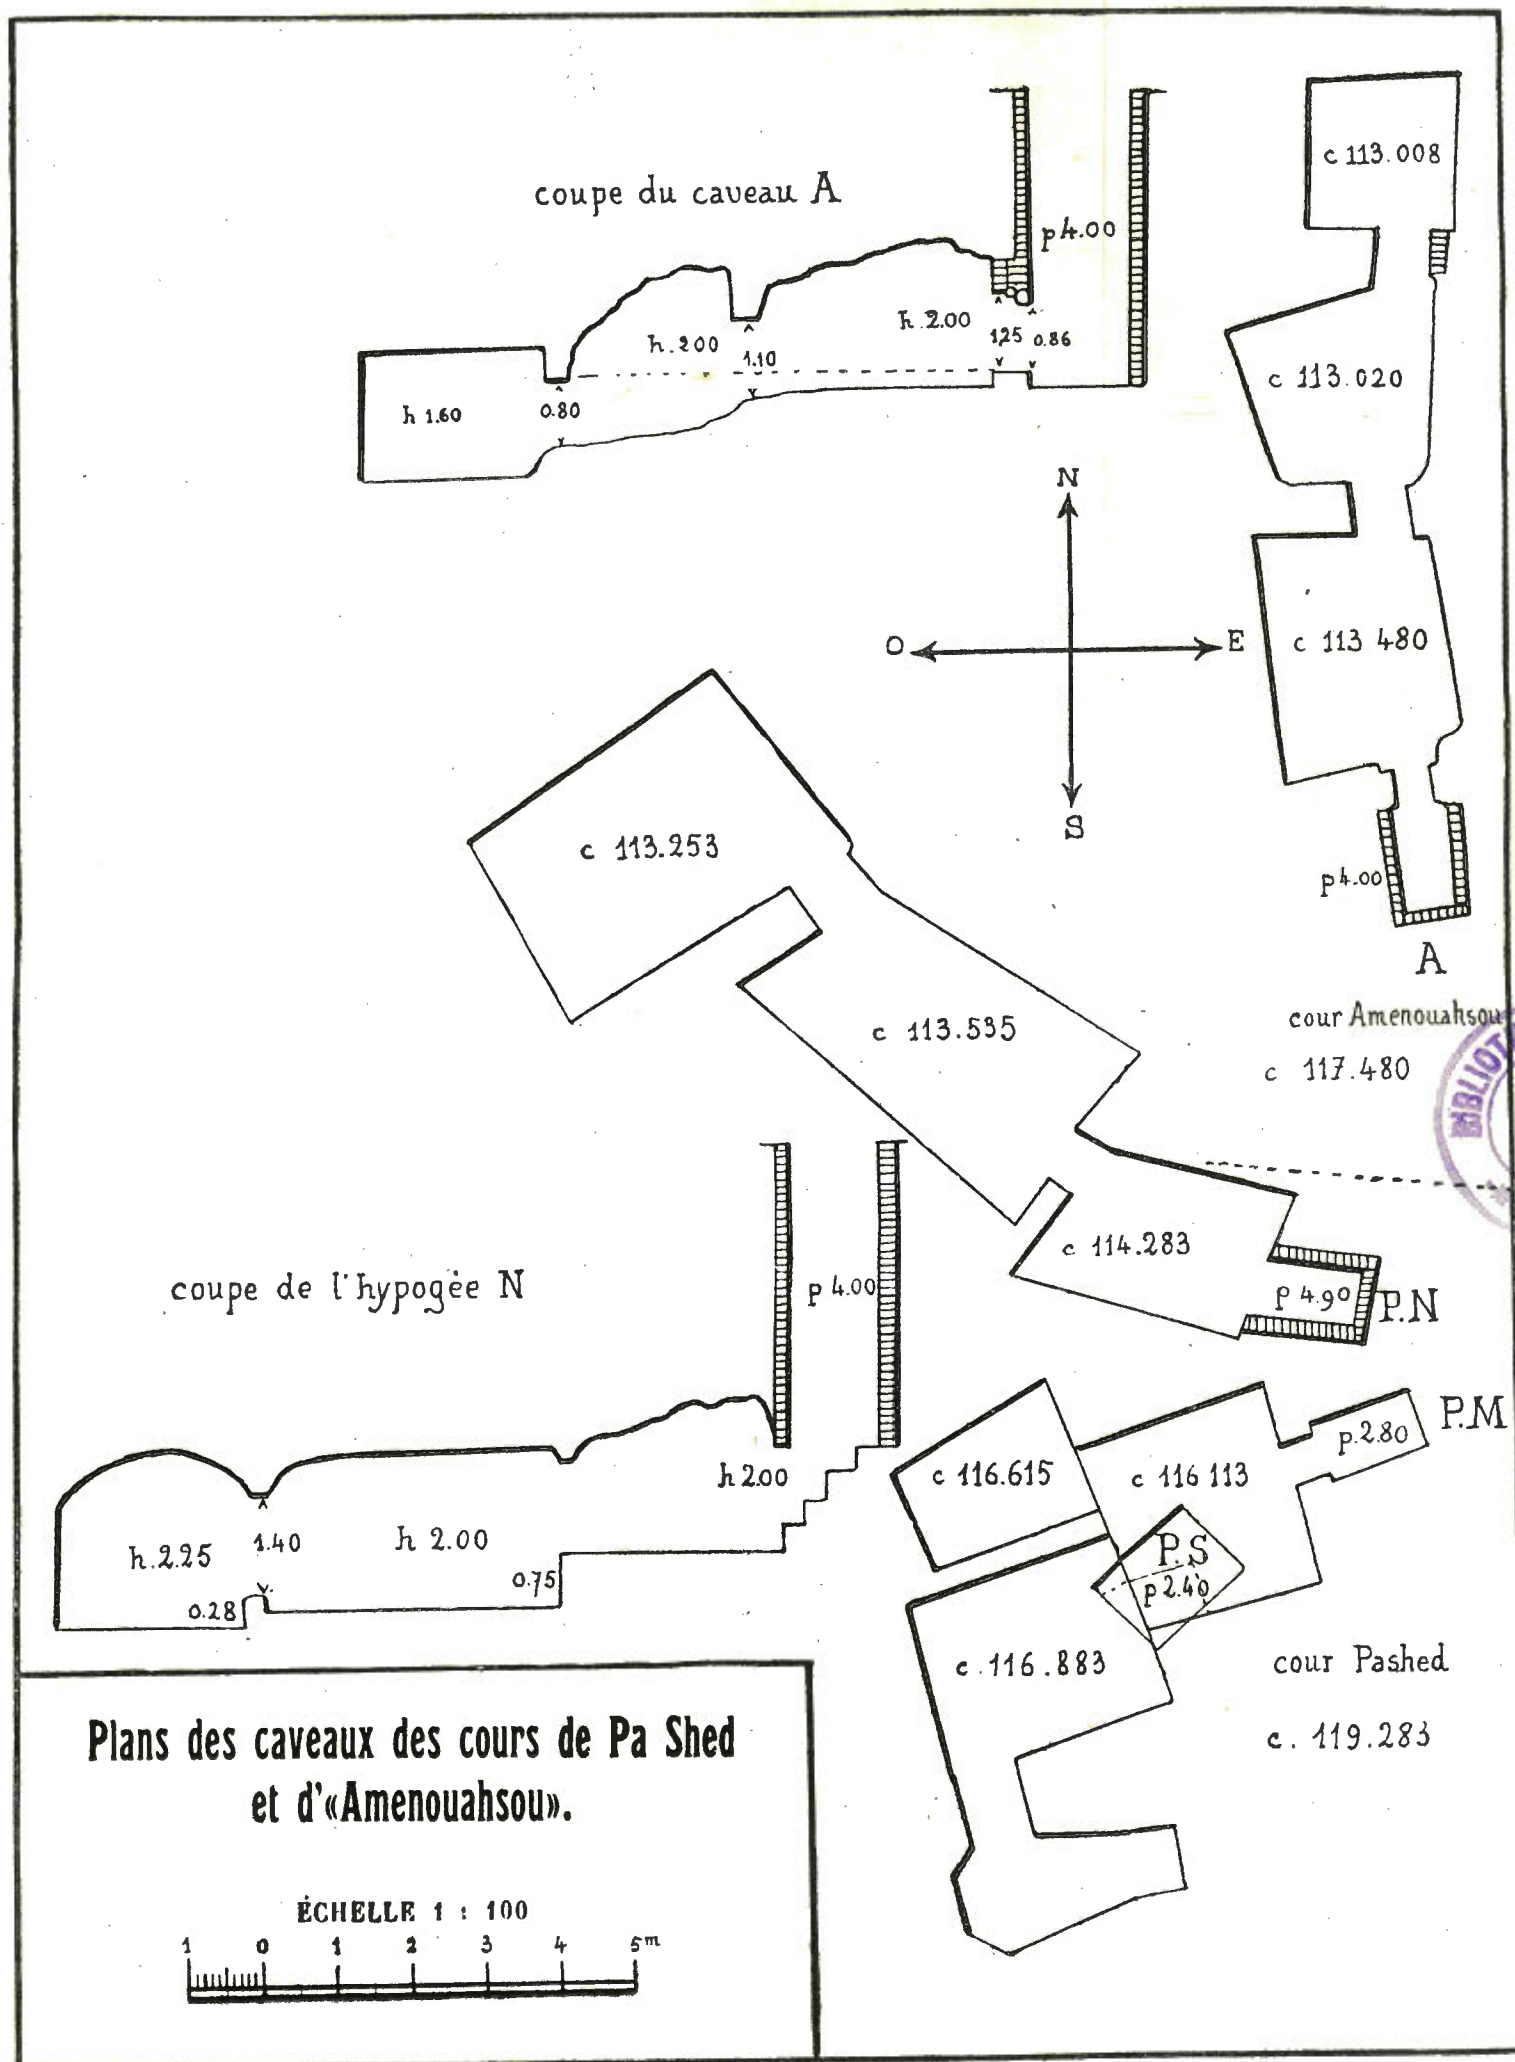 c 113.008
coupe du caveau A
p 4.00
h. 2.00
h. 2.00
1.10
1,25
0.86
h 1.60
0.80
c 113.020
N
O
E
S
c 113 480
c 113.253
p 4.00
A
c 113.535
cour Amenouahsou
c 117.480
BIBLIOT
c 114.283
p 4.90
P.N
coupe de l'hypogée N
p 4.00
P.M
p. 2.80
c 116.615
c 116 113
h 2.00
h. 2.25
1.40
h 2.00
0.75
0.28
P.S
p 2.40
c. 116.883
cour Pashed
c. 119.283
Plans des caveaux des cours de Pa Shed
et d'«Amenouahsou».
ÉCHELLE 1 : 100
1 0 1 2 3 4 5m